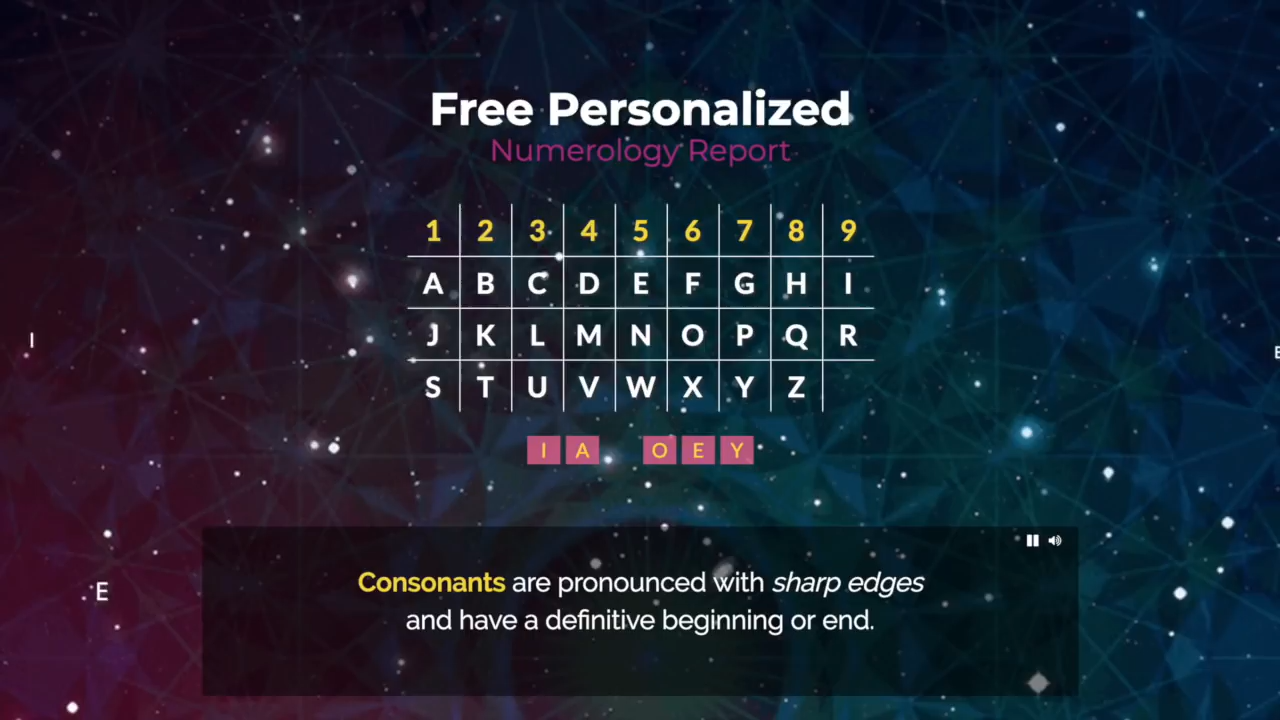 Free Personalized
Numerology Report
1 2 3 4 5 6 7 8 9
A B C D E F G H I
J K L M N O P Q R
S T U V W X Y Z
I
I A O E Y
Consonants are pronounced with sharp edges
and have a definitive beginning or end.
E